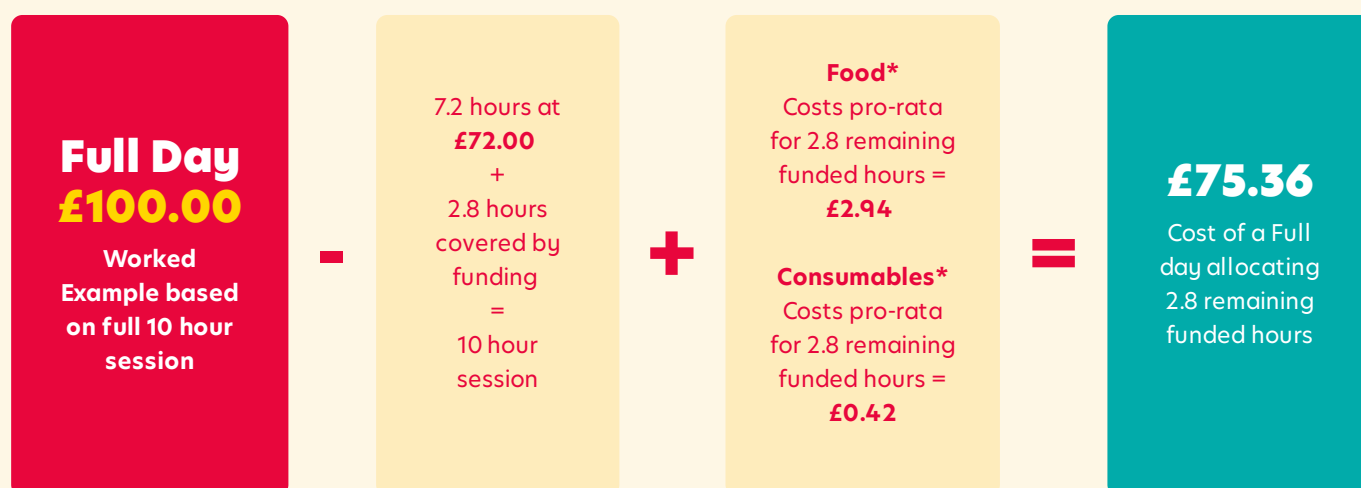 Full Day
£100.00
Worked
Example based
on full 10 hour
session
-
7.2 hours at
£72.00
+
2.8 hours
covered by
funding
=
10 hour
session
+
Food*
Costs pro-rata
for 2.8 remaining
funded hours =
£2.94
Consumables*
Costs pro-rata
for 2.8 remaining
funded hours =
£0.42
=
£75.36
Cost of a Full
day allocating
2.8 remaining
funded hours